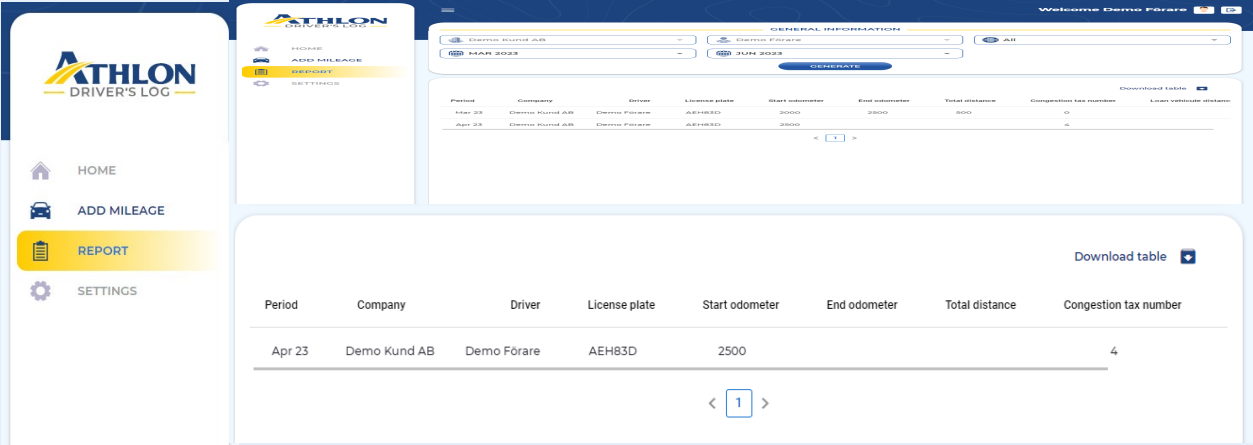 ATHLON
DRIVER'S LOG
HOME
ADD MILEAGE
REPORT
SETTINGS
ATHLON
DRIVER'S LOG
HOME
ADD MILEAGE
REPORT
SETTINGS
Welcome Demo Förare
GENERAL INFORMATION
Demo Kund AB Demo Förare All
MAR 2023 JUN 2023
GENERATE
Download table
Period Company Driver License plate Start odometer End odometer Total distance Congestion tax number Loan vehicule distanc
Mar 23 Demo Kund AB Demo Förare AEH83D 2000 2500 500 0
Apr 23 Demo Kund AB Demo Förare AEH83D 2500 4
< 1 >
Download table
Period Company Driver License plate Start odometer End odometer Total distance Congestion tax number
Apr 23 Demo Kund AB Demo Förare AEH83D 2500 4
< 1 >